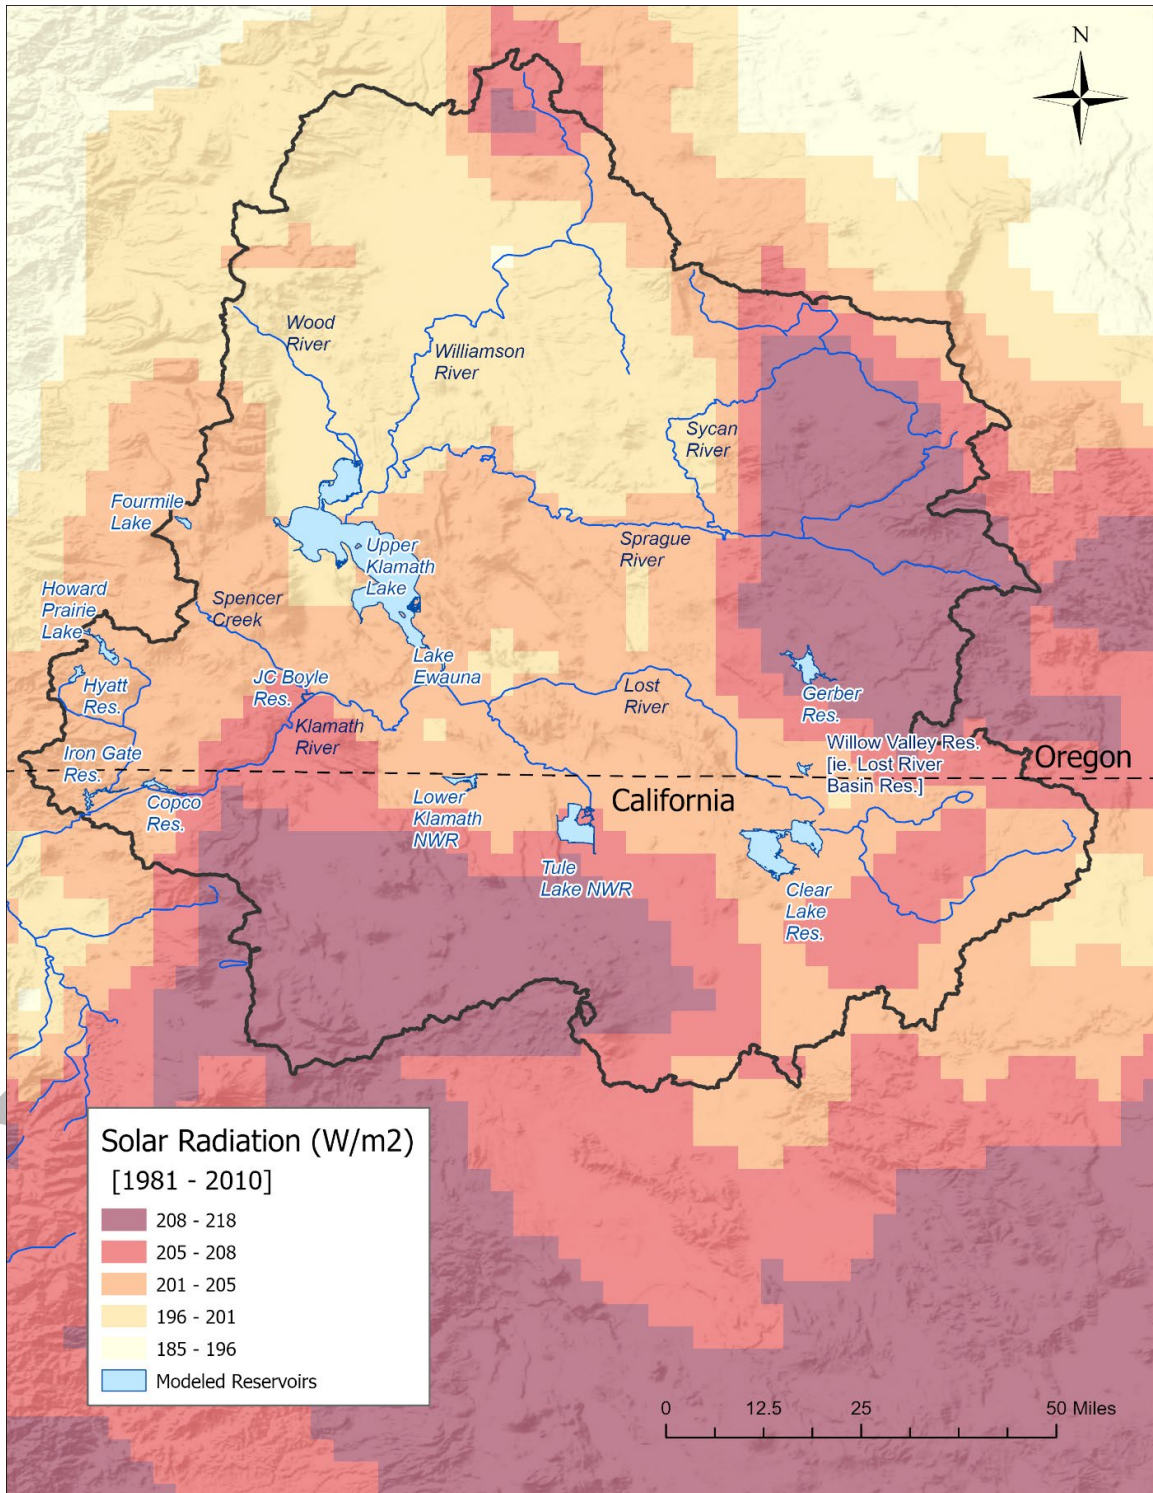 N
Wood
River
Williamson
River
Sycan
River
Fourmile
Lake
Sprague
River
Upper
Klamath
Lake
Howard
Prairie
Lake
Spencer
Creek
Lake
Ewauna
JC Boyle
Res.
Hyatt
Res.
Lost
River
Gerber
Res.
Klamath
River
Iron Gate
Res.
Willow Valley Res.
[ie. Lost River
Basin Res.]
Oregon
California
Copco
Res.
Lower
Klamath
NWR
Tule
Lake NWR
Clear
Lake
Res.
Solar Radiation (W/m2)
[1981 - 2010]
208 - 218
205 - 208
201 - 205
196 - 201
185 - 196
Modeled Reservoirs
0 12.5 25 50 Miles